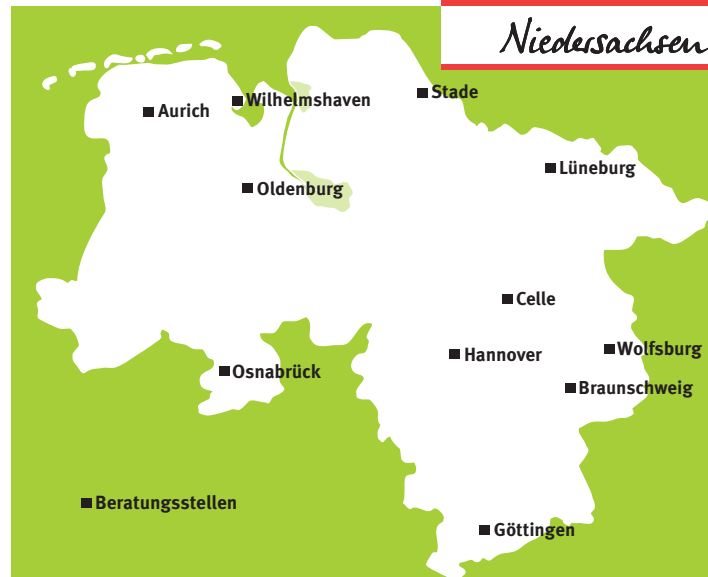 Niedersachsen
Stade
Wilhelmshaven
Aurich
Lüneburg
Oldenburg
Celle
Wolfsburg
Hannover
Osnabrück
Braunschweig
Beratungsstellen
Göttingen